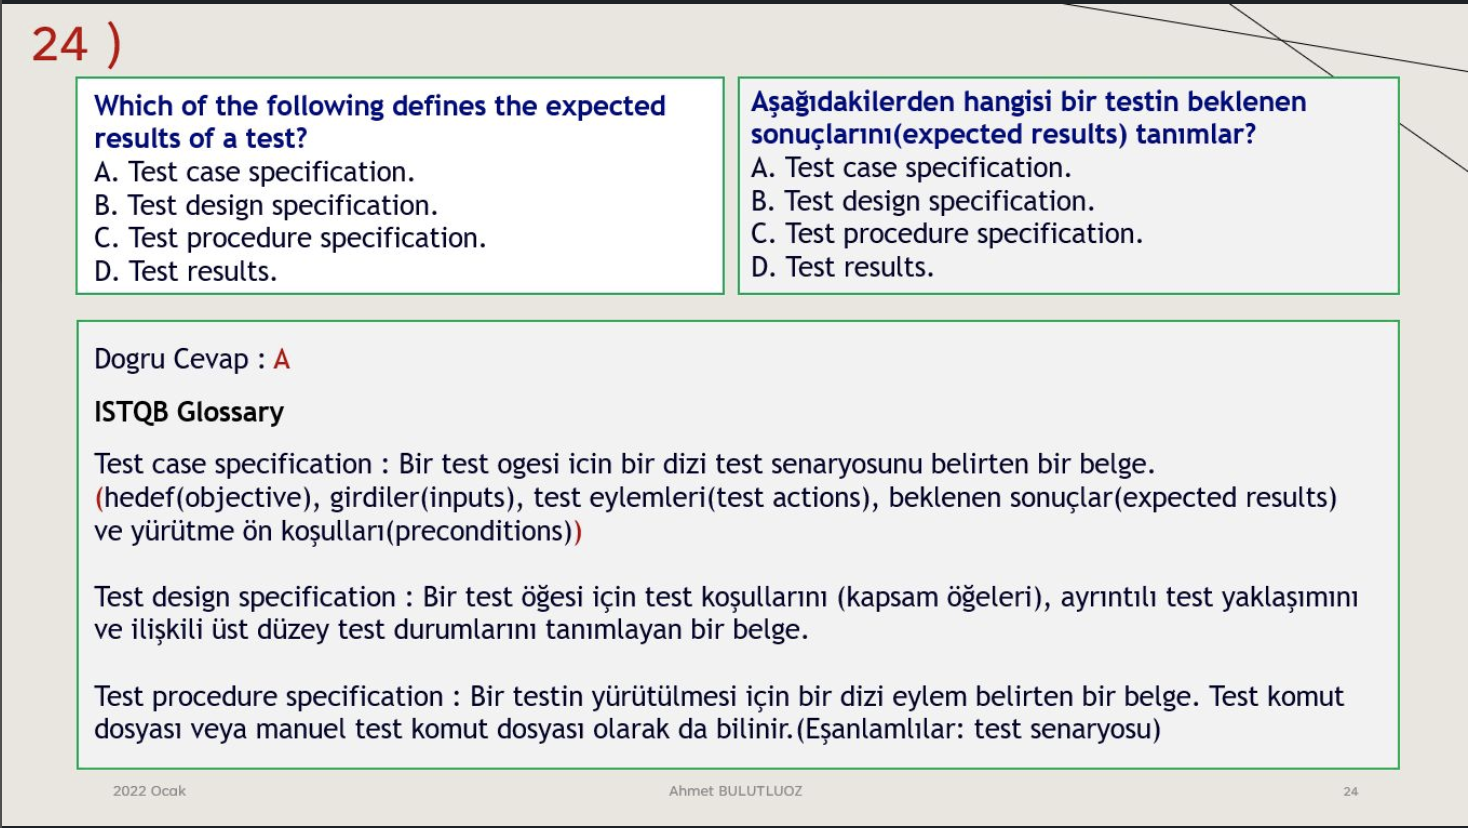 24 )
Which of the following defines the expected
results of a test?
A. Test case specification.
B. Test design specification.
C. Test procedure specification.
D. Test results.
Aşağıdakilerden hangisi bir testin beklenen
sonuçlarını(expected results) tanımlar?
A. Test case specification.
B. Test design specification.
C. Test procedure specification.
D. Test results.
Dogru Cevap : A
ISTQB Glossary
Test case specification : Bir test ogesi icin bir dizi test senaryosunu belirten bir belge.
(hedef(objective), girdiler(inputs), test eylemleri(test actions), beklenen sonuçlar(expected results)
ve yürütme ön koşulları(preconditions))
Test design specification : Bir test öğesi için test koşullarını (kapsam öğeleri), ayrıntılı test yaklaşımını
ve ilişkili üst düzey test durumlarını tanımlayan bir belge.
Test procedure specification : Bir testin yürütülmesi için bir dizi eylem belirten bir belge. Test komut
dosyası veya manuel test komut dosyası olarak da bilinir.(Eşanlamlılar: test senaryosu)
2022 Ocak
Ahmet BULUTLUOZ
24